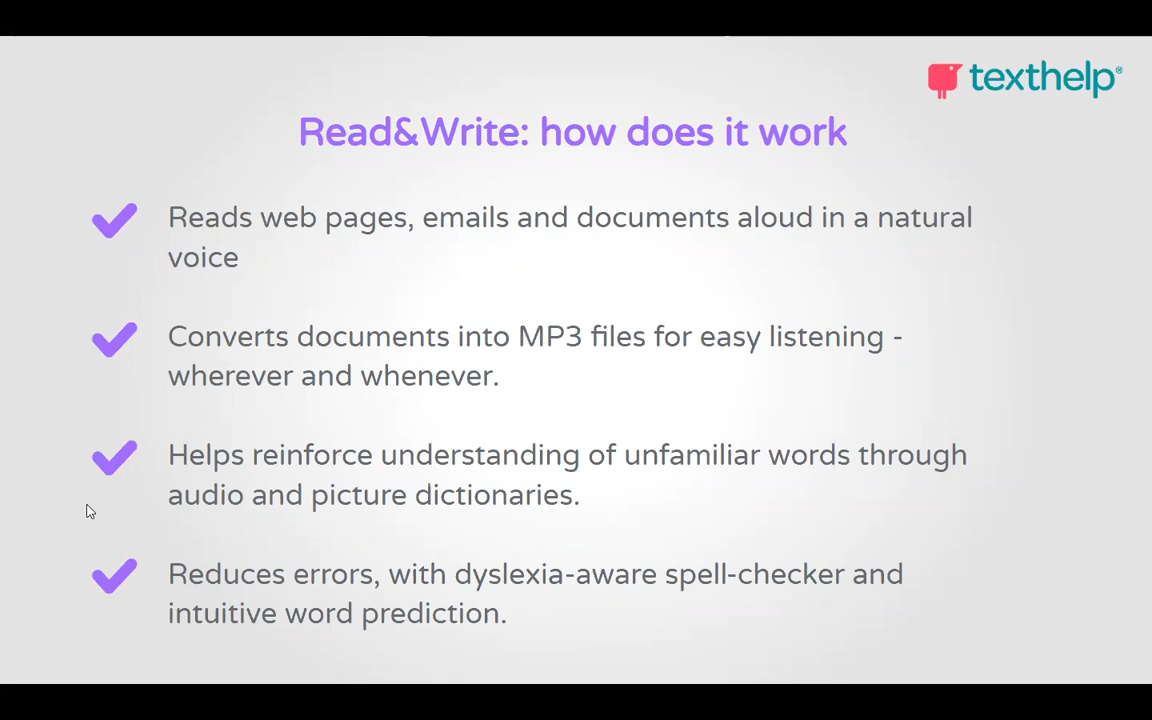 texthelp®
Read&Write: how does it work
Reads web pages, emails and documents aloud in a natural
voice
Converts documents into MP3 files for easy listening -
wherever and whenever.
Helps reinforce understanding of unfamiliar words through
audio and picture dictionaries.
Reduces errors, with dyslexia-aware spell-checker and
intuitive word prediction.